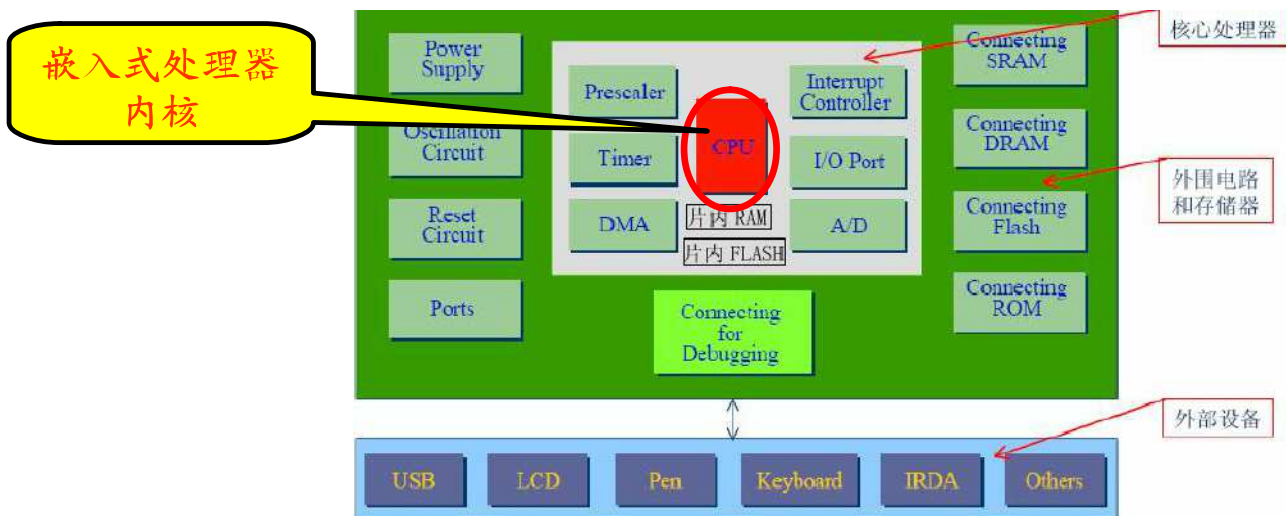 嵌入式处理器
内核
Power
Supply
Oscillation
Circuit
Reset
Circuit
Ports
Prescaler
Timer
DMA
CPU
片内 RAM
片内 FLASH
Interrupt
Controller
I/O Port
A/D
Connecting
for
Debugging
Connecting
SRAM
Connecting
DRAM
Connecting
Flash
Connecting
ROM
核心处理器
外围电路
和存储器
外部设备
USB
LCD
Pen
Keyboard
IRDA
Others